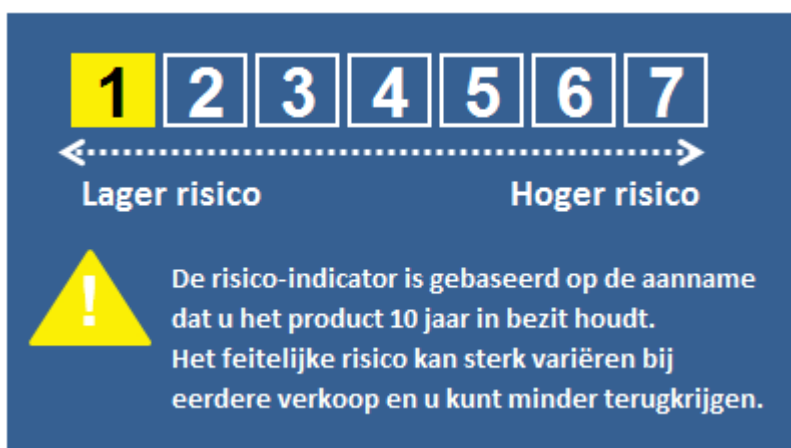 1 2 3 4 5 6 7
Lager risico Hoger risico
!
De risico-indicator is gebaseerd op de aanname
dat u het product 10 jaar in bezit houdt.
Het feitelijke risico kan sterk variëren bij
eerdere verkoop en u kunt minder terugkrijgen.